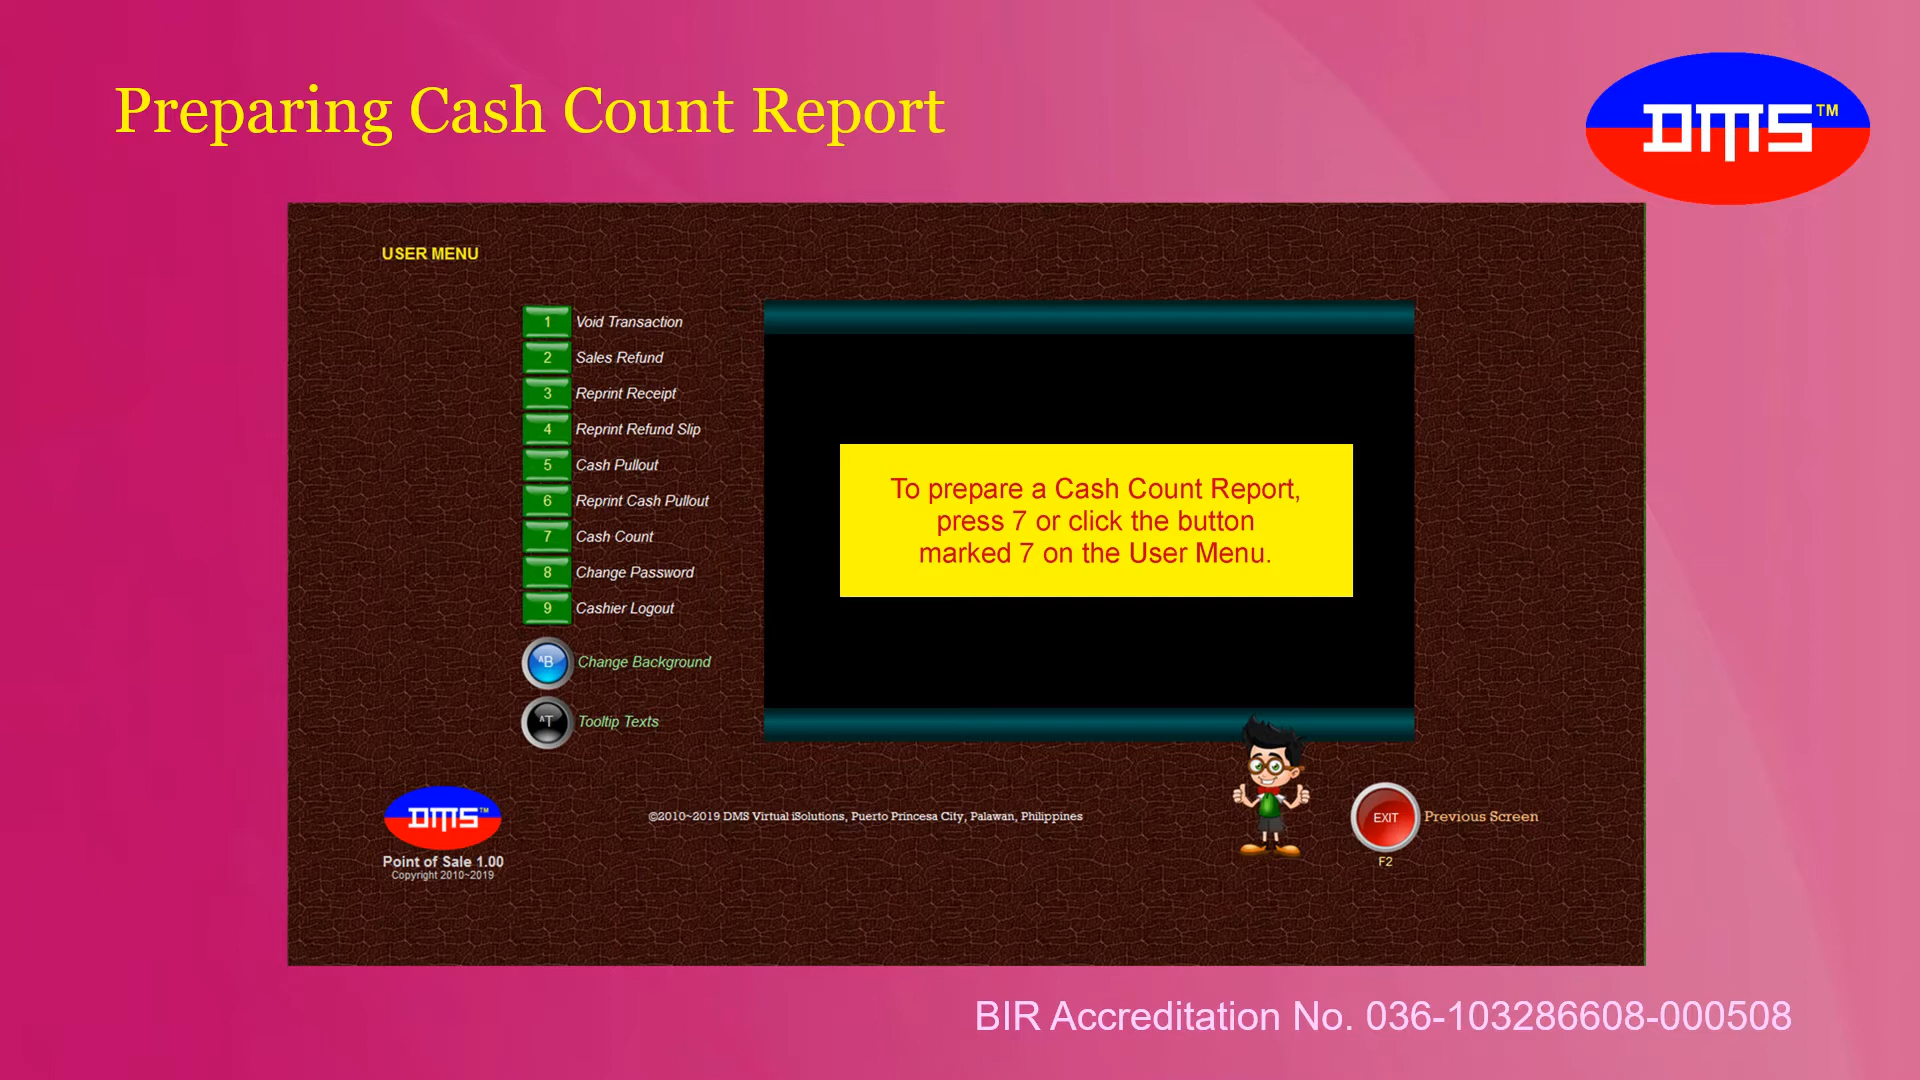 Preparing Cash Count Report
DMS™
USER MENU
1 Void Transaction
2 Sales Refund
3 Reprint Receipt
4 Reprint Refund Slip
5 Cash Pullout
6 Reprint Cash Pullout
7 Cash Count
8 Change Password
9 Cashier Logout
^B Change Background
^T Tooltip Texts
To prepare a Cash Count Report,
press 7 or click the button
marked 7 on the User Menu.
DMS™
Point of Sale 1.00
Copyright 2010~2019
©2010~2019 DMS Virtual iSolutions, Puerto Princesa City, Palawan, Philippines
EXIT Previous Screen
F2
BIR Accreditation No. 036-103286608-000508